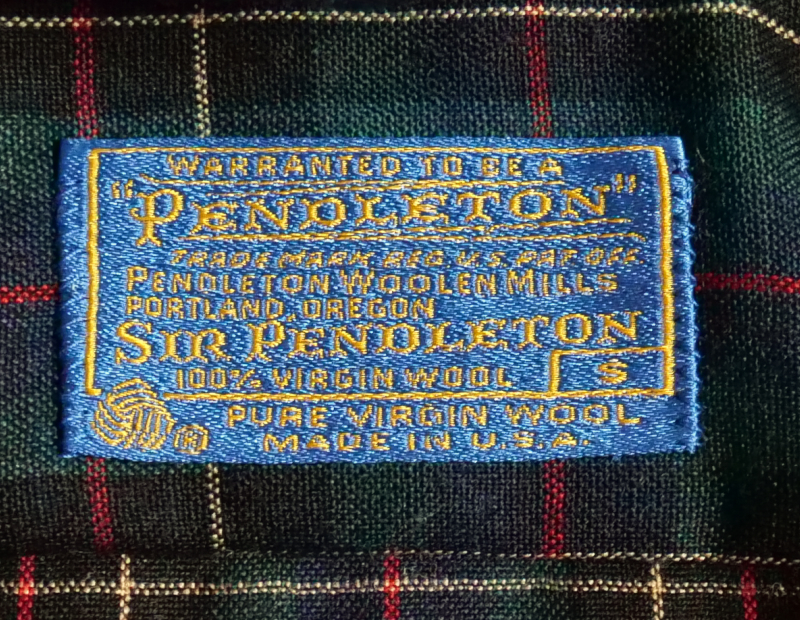 WARRANTED TO BE A
"PENDLETON"
TRADE MARK REG. U.S. PAT. OFF.
PENDLETON WOOLEN MILLS
PORTLAND, OREGON
SIR PENDLETON
100% VIRGIN WOOL S
® PURE VIRGIN WOOL
MADE IN U.S.A.